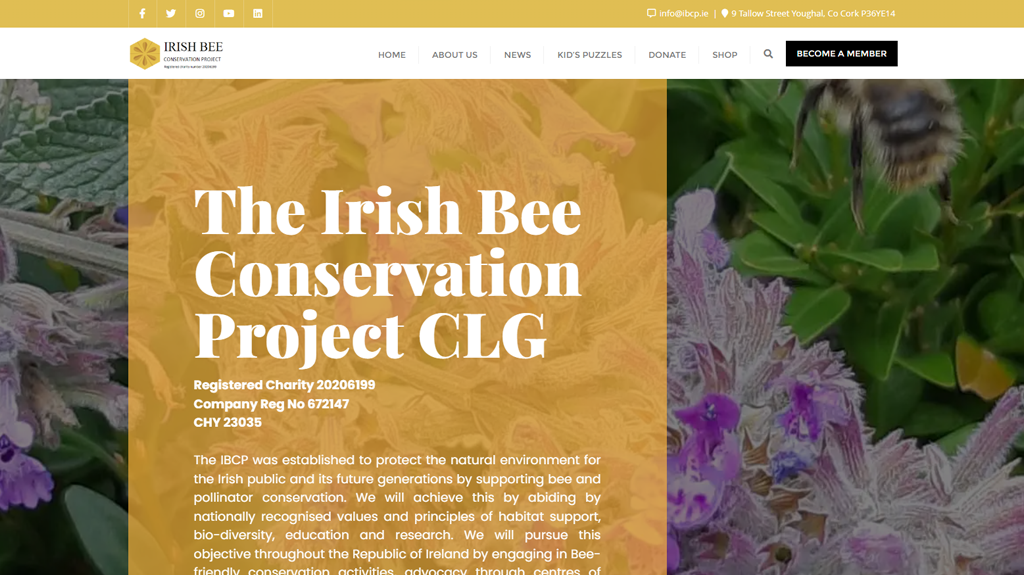 info@ibcp.ie | 9 Tallow Street Youghal, Co Cork P36YE14
IRISH BEE
CONSERVATION PROJECT
Registered Charity Number 20206199
HOME
ABOUT US
NEWS
KID'S PUZZLES
DONATE
SHOP
BECOME A MEMBER
The Irish Bee
Conservation
Project CLG
Registered Charity 20206199
Company Reg No 672147
CHY 23035
The IBCP was established to protect the natural environment for
the Irish public and its future generations by supporting bee and
pollinator conservation. We will achieve this by abiding by
nationally recognised values and principles of habitat support,
bio-diversity, education and research. We will pursue this
objective throughout the Republic of Ireland by engaging in Bee-
friendly conservation activities, advocacy through centres of